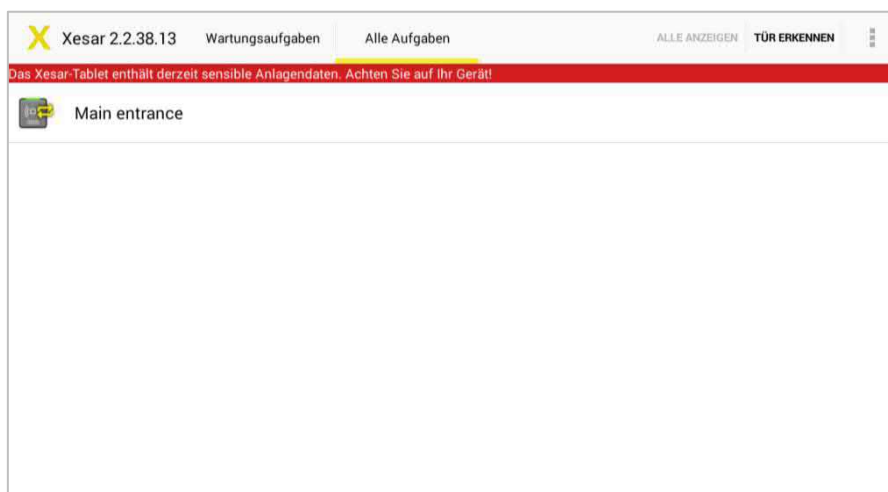 X Xesar 2.2.38.13 Wartungsaufgaben Alle Aufgaben ALLE ANZEIGEN TÜR ERKENNEN
Das Xesar-Tablet enthält derzeit sensible Anlagendaten. Achten Sie auf Ihr Gerät!
Main entrance